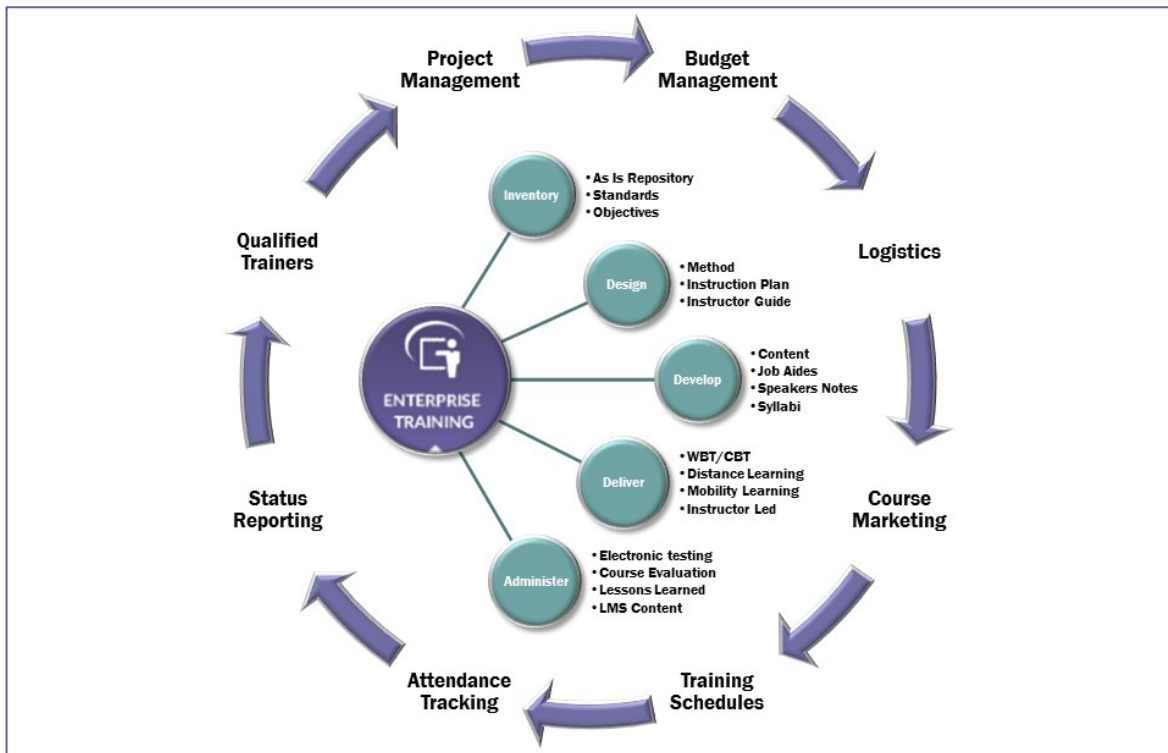 Project
Management
Budget
Management
Logistics
Course
Marketing
Training
Schedules
Attendance
Tracking
Status
Reporting
Qualified
Trainers
ENTERPRISE
TRAINING
Inventory
• As Is Repository
• Standards
• Objectives
Design
• Method
• Instruction Plan
• Instructor Guide
Develop
• Content
• Job Aides
• Speakers Notes
• Syllabi
Deliver
• WBT/CBT
• Distance Learning
• Mobility Learning
• Instructor Led
Administer
• Electronic testing
• Course Evaluation
• Lessons Learned
• LMS Content